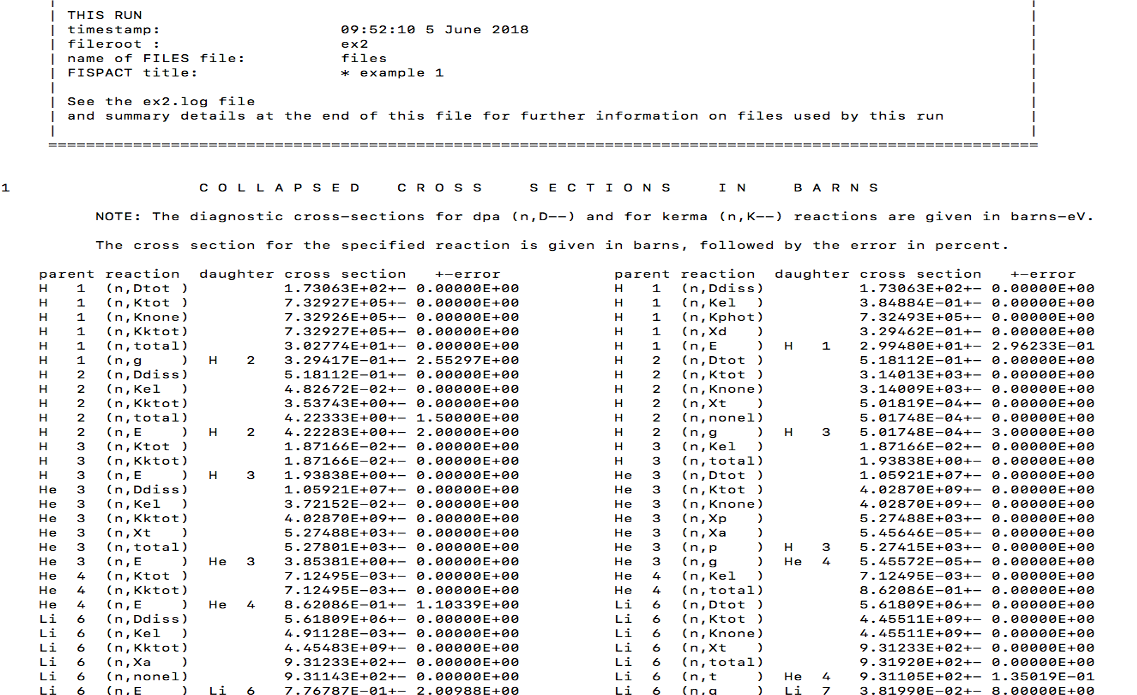 | THIS RUN |
| timestamp: 09:52:10 5 June 2018 |
| fileroot : ex2 |
| name of FILES file: files |
| FISPACT title: * example 1 |
| |
| See the ex2.log file |
| and summary details at the end of this file for further information on files used by this run |
| |
=========================================================================================================
1 C O L L A P S E D C R O S S S E C T I O N S I N B A R N S
NOTE: The diagnostic cross-sections for dpa (n,D--) and for kerma (n,K--) reactions are given in barns-eV.
The cross section for the specified reaction is given in barns, followed by the error in percent.
parent reaction daughter cross section +-error parent reaction daughter cross section +-error
H 1 (n,Dtot ) 1.73063E+02+- 0.00000E+00 H 1 (n,Ddiss) 1.73063E+02+- 0.00000E+00
H 1 (n,Ktot ) 7.32927E+05+- 0.00000E+00 H 1 (n,Kel ) 3.84884E-01+- 0.00000E+00
H 1 (n,Knone) 7.32926E+05+- 0.00000E+00 H 1 (n,Kphot) 7.32493E+05+- 0.00000E+00
H 1 (n,Kktot) 7.32927E+05+- 0.00000E+00 H 1 (n,Xd ) 3.29462E-01+- 0.00000E+00
H 1 (n,total) 3.02774E+01+- 0.00000E+00 H 1 (n,E ) H 1 2.99480E+01+- 2.96233E-01
H 1 (n,g ) H 2 3.29417E-01+- 2.55297E+00 H 2 (n,Dtot ) 5.18112E-01+- 0.00000E+00
H 2 (n,Ddiss) 5.18112E-01+- 0.00000E+00 H 2 (n,Ktot ) 3.14013E+03+- 0.00000E+00
H 2 (n,Kel ) 4.82672E-02+- 0.00000E+00 H 2 (n,Knone) 3.14009E+03+- 0.00000E+00
H 2 (n,Kktot) 3.53743E+00+- 0.00000E+00 H 2 (n,Xt ) 5.01819E-04+- 0.00000E+00
H 2 (n,total) 4.22333E+00+- 1.50000E+00 H 2 (n,nonel) 5.01748E-04+- 0.00000E+00
H 2 (n,E ) H 2 4.22283E+00+- 2.00000E+00 H 2 (n,g ) H 3 5.01748E-04+- 3.00000E+00
H 3 (n,Ktot ) 1.87166E-02+- 0.00000E+00 H 3 (n,Kel ) 1.87166E-02+- 0.00000E+00
H 3 (n,Kktot) 1.87166E-02+- 0.00000E+00 H 3 (n,total) 1.93838E+00+- 0.00000E+00
H 3 (n,E ) H 3 1.93838E+00+- 0.00000E+00 He 3 (n,Dtot ) 1.05921E+07+- 0.00000E+00
He 3 (n,Ddiss) 1.05921E+07+- 0.00000E+00 He 3 (n,Ktot ) 4.02870E+09+- 0.00000E+00
He 3 (n,Kel ) 3.72152E-02+- 0.00000E+00 He 3 (n,Knone) 4.02870E+09+- 0.00000E+00
He 3 (n,Kktot) 4.02870E+09+- 0.00000E+00 He 3 (n,Xp ) 5.27488E+03+- 0.00000E+00
He 3 (n,Xt ) 5.27488E+03+- 0.00000E+00 He 3 (n,Xa ) 5.45646E-05+- 0.00000E+00
He 3 (n,total) 5.27801E+03+- 0.00000E+00 He 3 (n,p ) H 3 5.27415E+03+- 0.00000E+00
He 3 (n,E ) He 3 3.85381E+00+- 0.00000E+00 He 3 (n,g ) He 4 5.45572E-05+- 0.00000E+00
He 4 (n,Ktot ) 7.12495E-03+- 0.00000E+00 He 4 (n,Kel ) 7.12495E-03+- 0.00000E+00
He 4 (n,Kktot) 7.12495E-03+- 0.00000E+00 He 4 (n,total) 8.62086E-01+- 0.00000E+00
He 4 (n,E ) He 4 8.62086E-01+- 1.10339E+00 Li 6 (n,Dtot ) 5.61809E+06+- 0.00000E+00
Li 6 (n,Ddiss) 5.61809E+06+- 0.00000E+00 Li 6 (n,Ktot ) 4.45511E+09+- 0.00000E+00
Li 6 (n,Kel ) 4.91128E-03+- 0.00000E+00 Li 6 (n,Knone) 4.45511E+09+- 0.00000E+00
Li 6 (n,Kktot) 4.45483E+09+- 0.00000E+00 Li 6 (n,Xt ) 9.31233E+02+- 0.00000E+00
Li 6 (n,Xa ) 9.31233E+02+- 0.00000E+00 Li 6 (n,total) 9.31920E+02+- 0.00000E+00
Li 6 (n,nonel) 9.31143E+02+- 0.00000E+00 Li 6 (n,t ) He 4 9.31105E+02+- 1.35019E-01
Li 6 (n,E ) Li 6 7.76787E-01+- 2.00988E+00 Li 6 (n,g ) Li 7 3.81990E-02+- 8.00000E+00